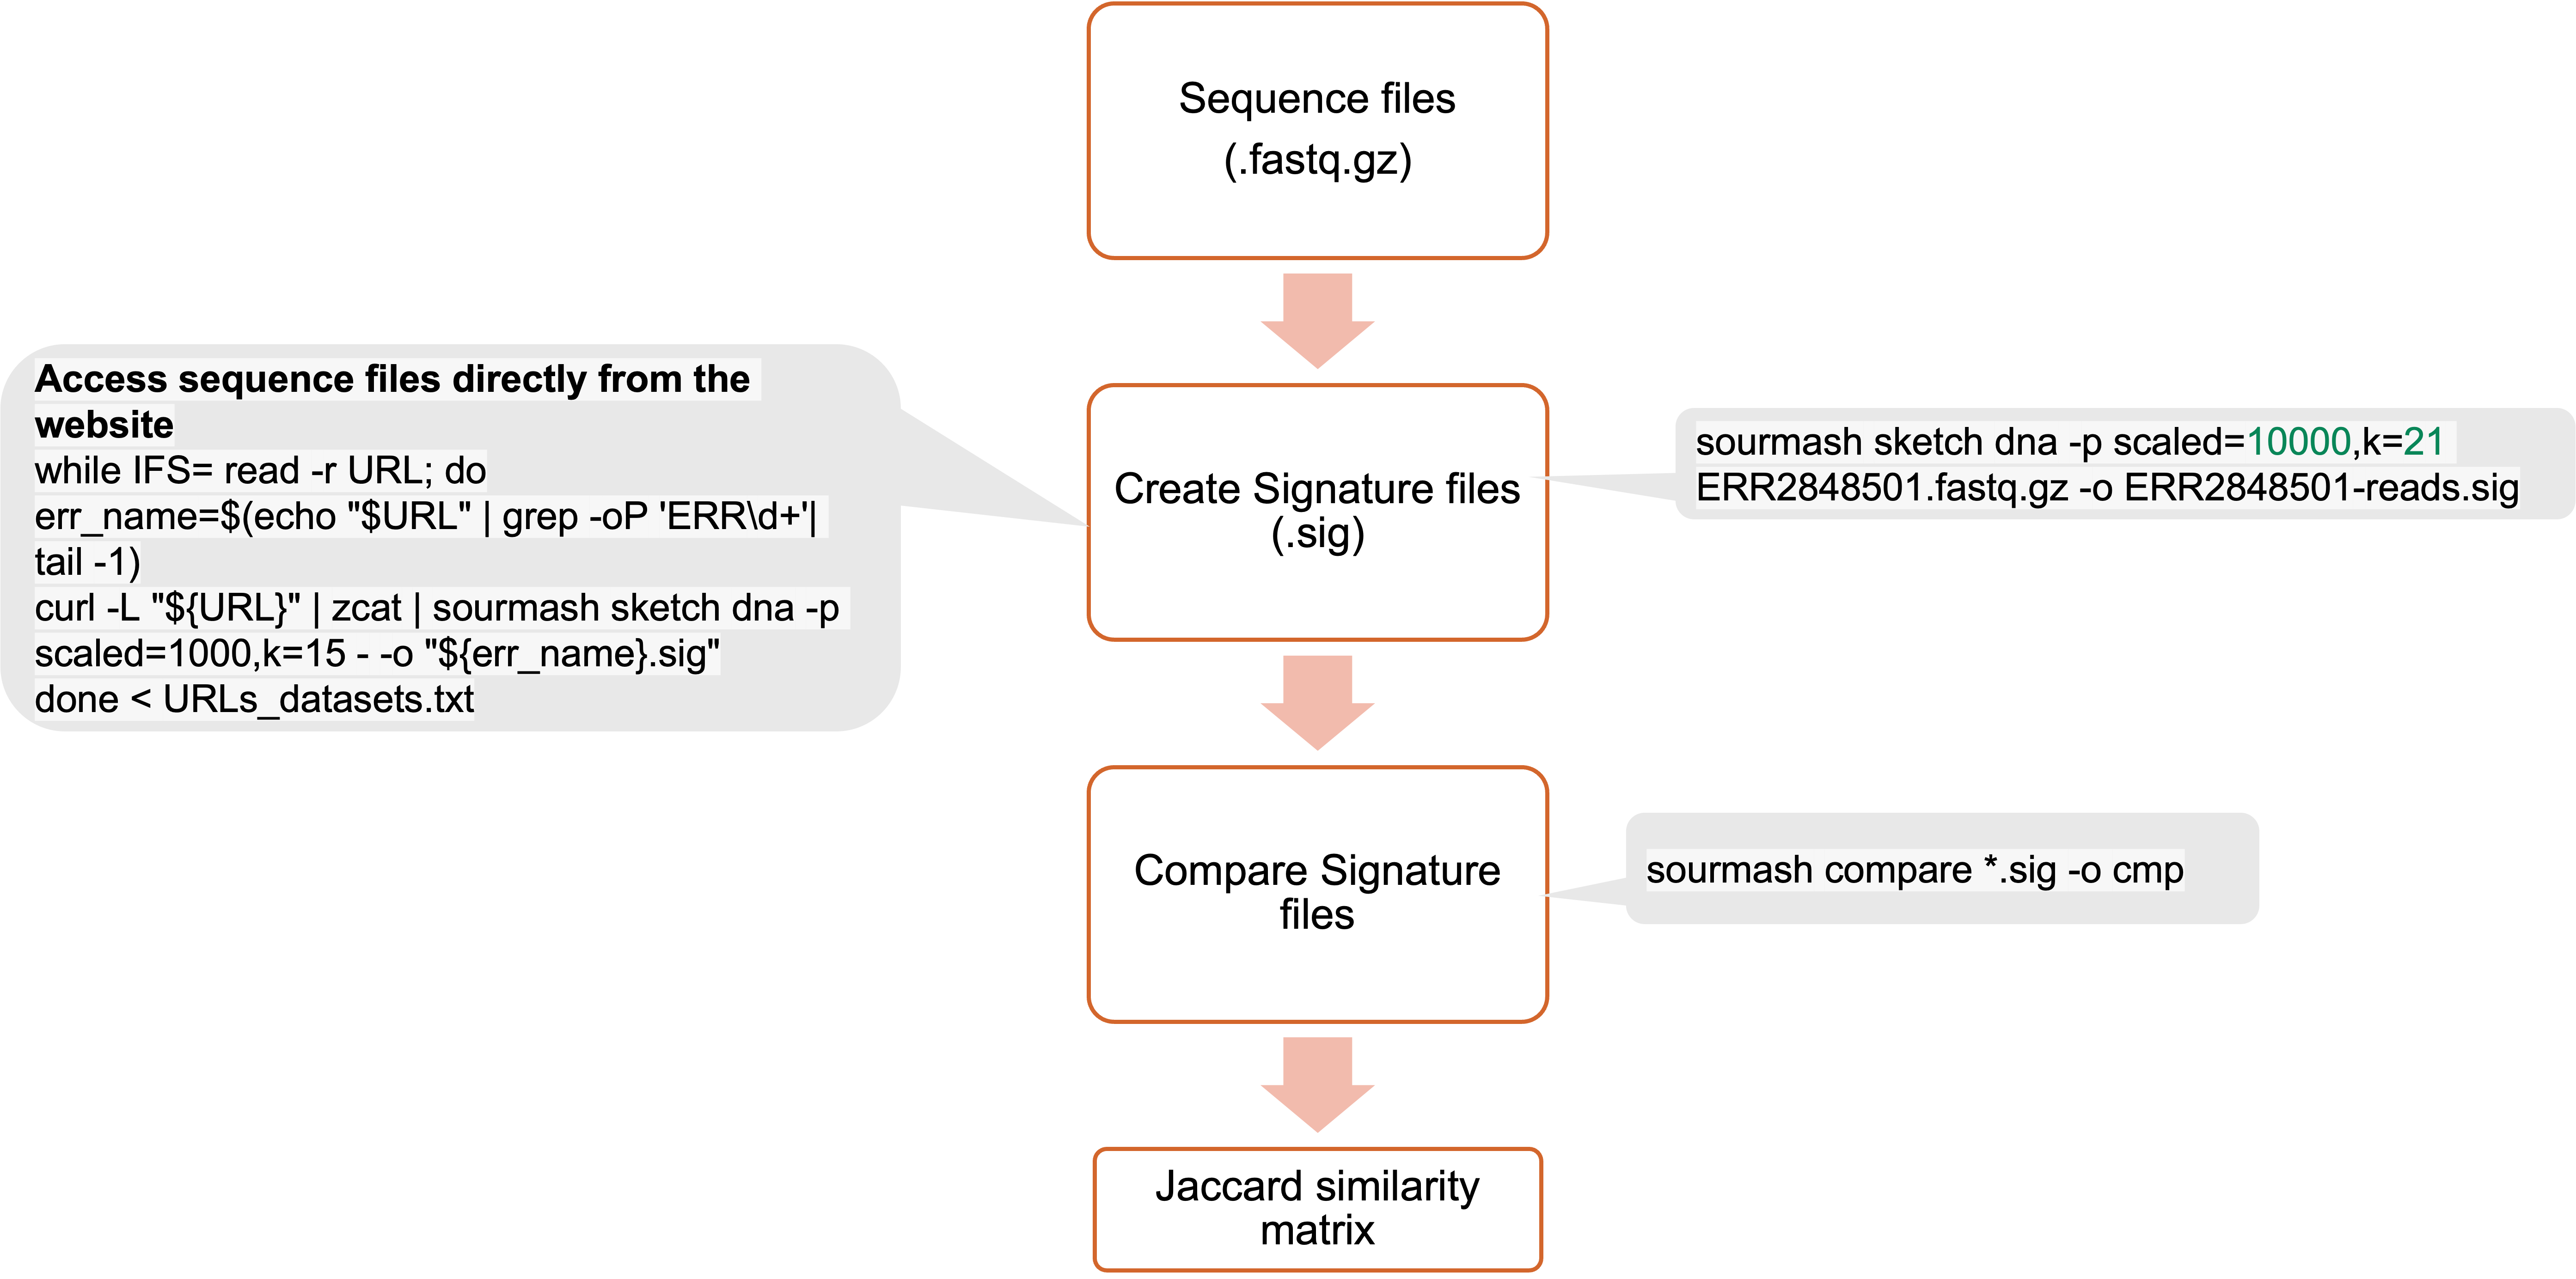 Sequence files
(.fastq.gz)
Access sequence files directly from the
website
while IFS= read -r URL; do
err_name=$(echo "$URL" | grep -oP 'ERR\d+'|
tail -1)
curl -L "${URL}" | zcat | sourmash sketch dna -p
scaled=1000,k=15 - -o "${err_name}.sig"
done < URLs_datasets.txt
Create Signature files
(.sig)
sourmash sketch dna -p scaled=10000,k=21
ERR2848501.fastq.gz -o ERR2848501-reads.sig
Compare Signature
files
sourmash compare *.sig -o cmp
Jaccard similarity
matrix